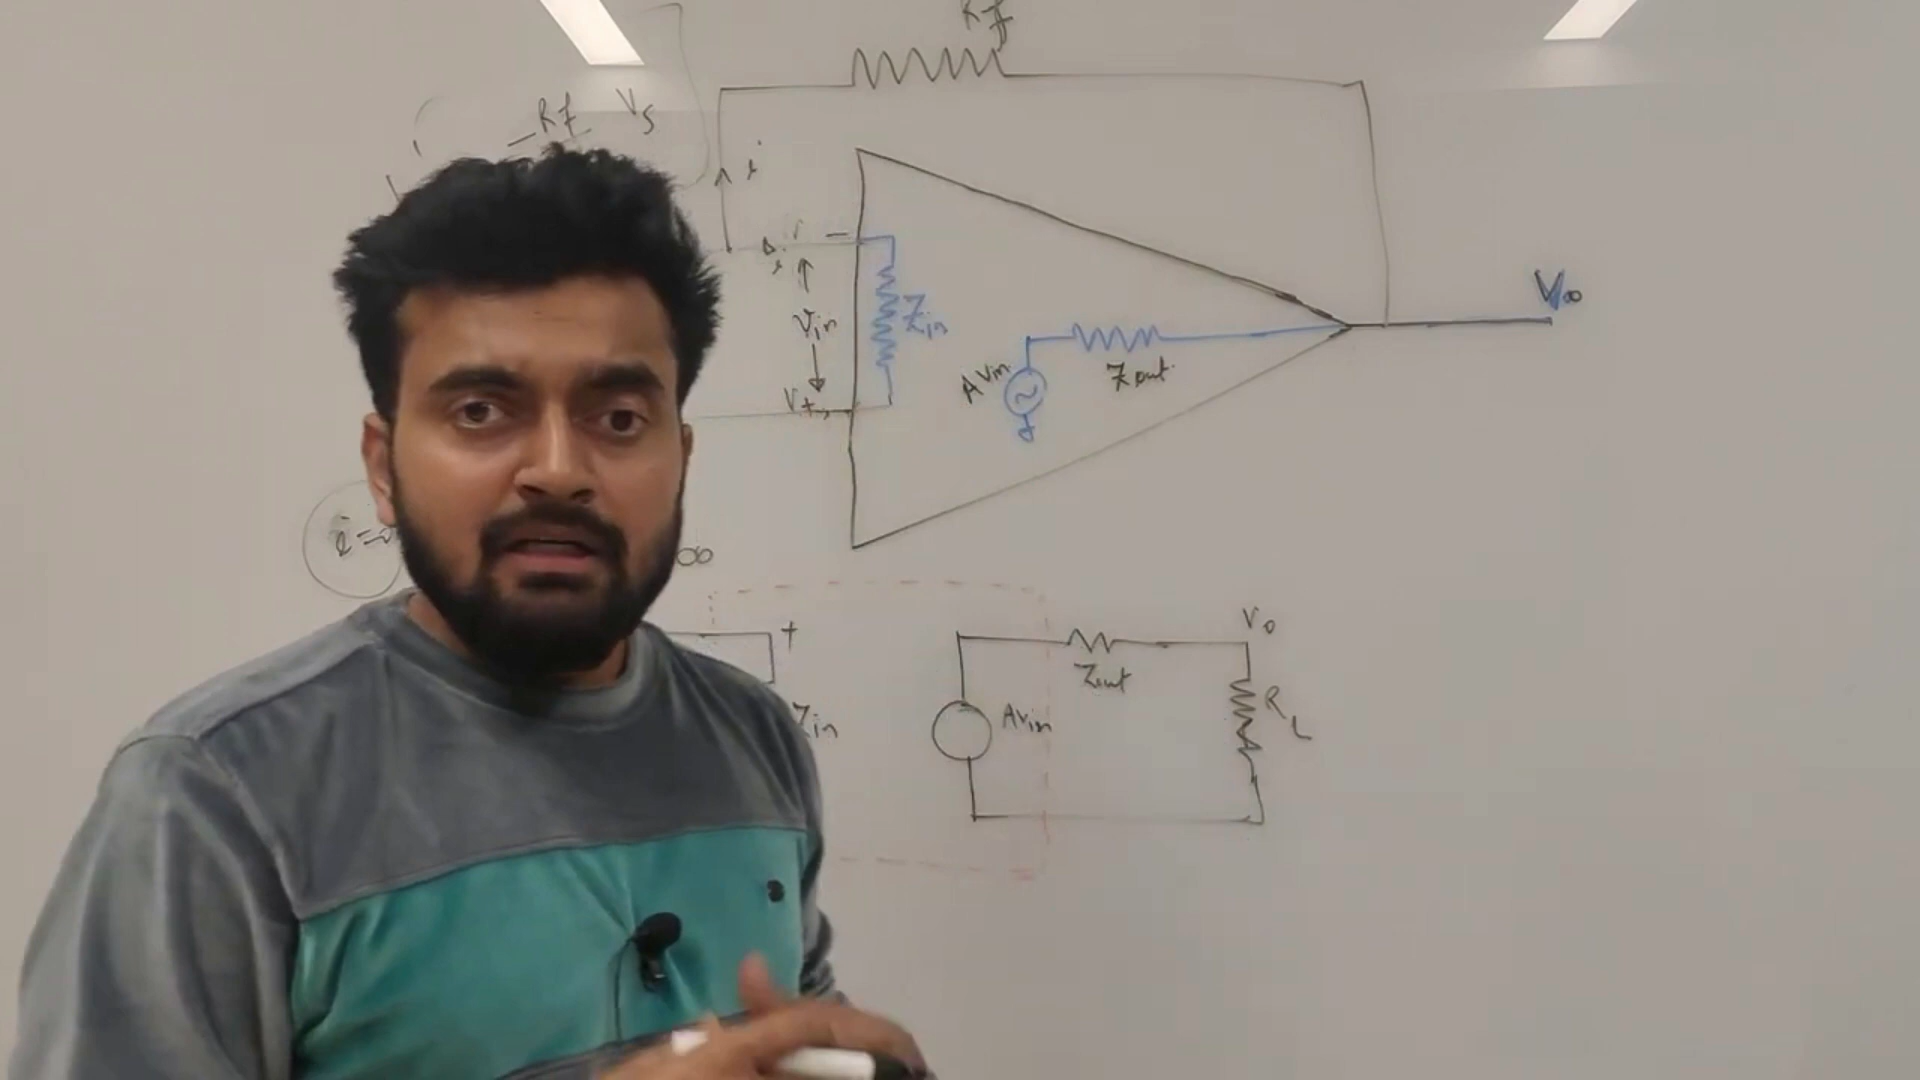 Rf
-Rf Vs
i
i V -
Vin
Zin
V+
AVin
Zout
Vo
i=0
∞
+
Zin
AVin
Zout
Vo
RL